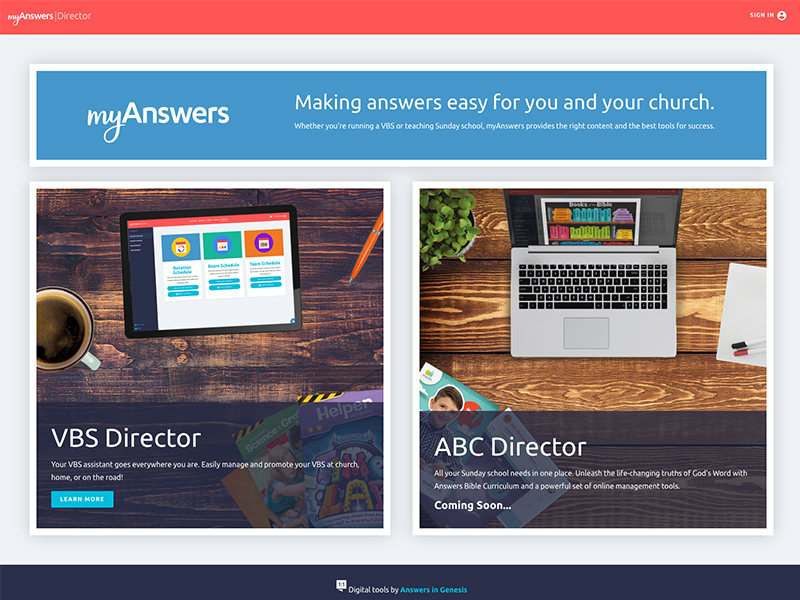 myAnswers|Director
SIGN IN
myAnswers
Making answers easy for you and your church.
Whether you're running a VBS or teaching Sunday school, myAnswers provides the right content and the best tools for success.
Rotation
Schedule
Room Schedule
Team Schedule
Books of the Bible
Science
Helper
VBS Director
Your VBS assistant goes everywhere you are. Easily manage and promote your VBS at church,
home, or on the road!
LEARN MORE
ABC Director
All your Sunday school needs in one place. Unleash the life-changing truths of God's Word with
Answers Bible Curriculum and a powerful set of online management tools.
Coming Soon...
1:1
Digital tools by Answers in Genesis